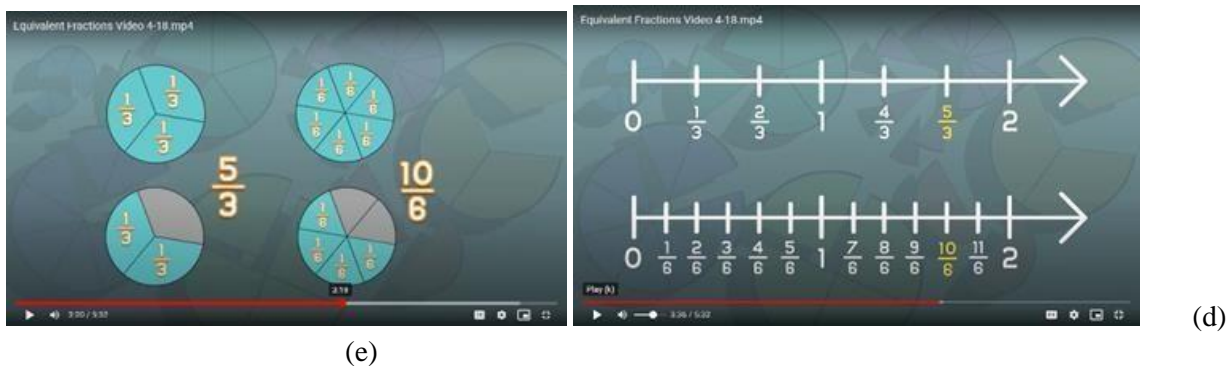 Equivalent Fractions Video 4-18.mp4
1/3 1/3 1/3
1/6 1/6 1/6 1/6 1/6 1/6
5/3
10/6
1/3 1/3
1/6 1/6 1/6 1/6
2:19
3:20 / 5:32
Equivalent Fractions Video 4-18.mp4
0 1/3 2/3 1 4/3 5/3 2
0 1/6 2/6 3/6 4/6 5/6 1 7/6 8/6 9/6 10/6 11/6 2
Play (k)
3:36 / 5:32
(d)
(e)